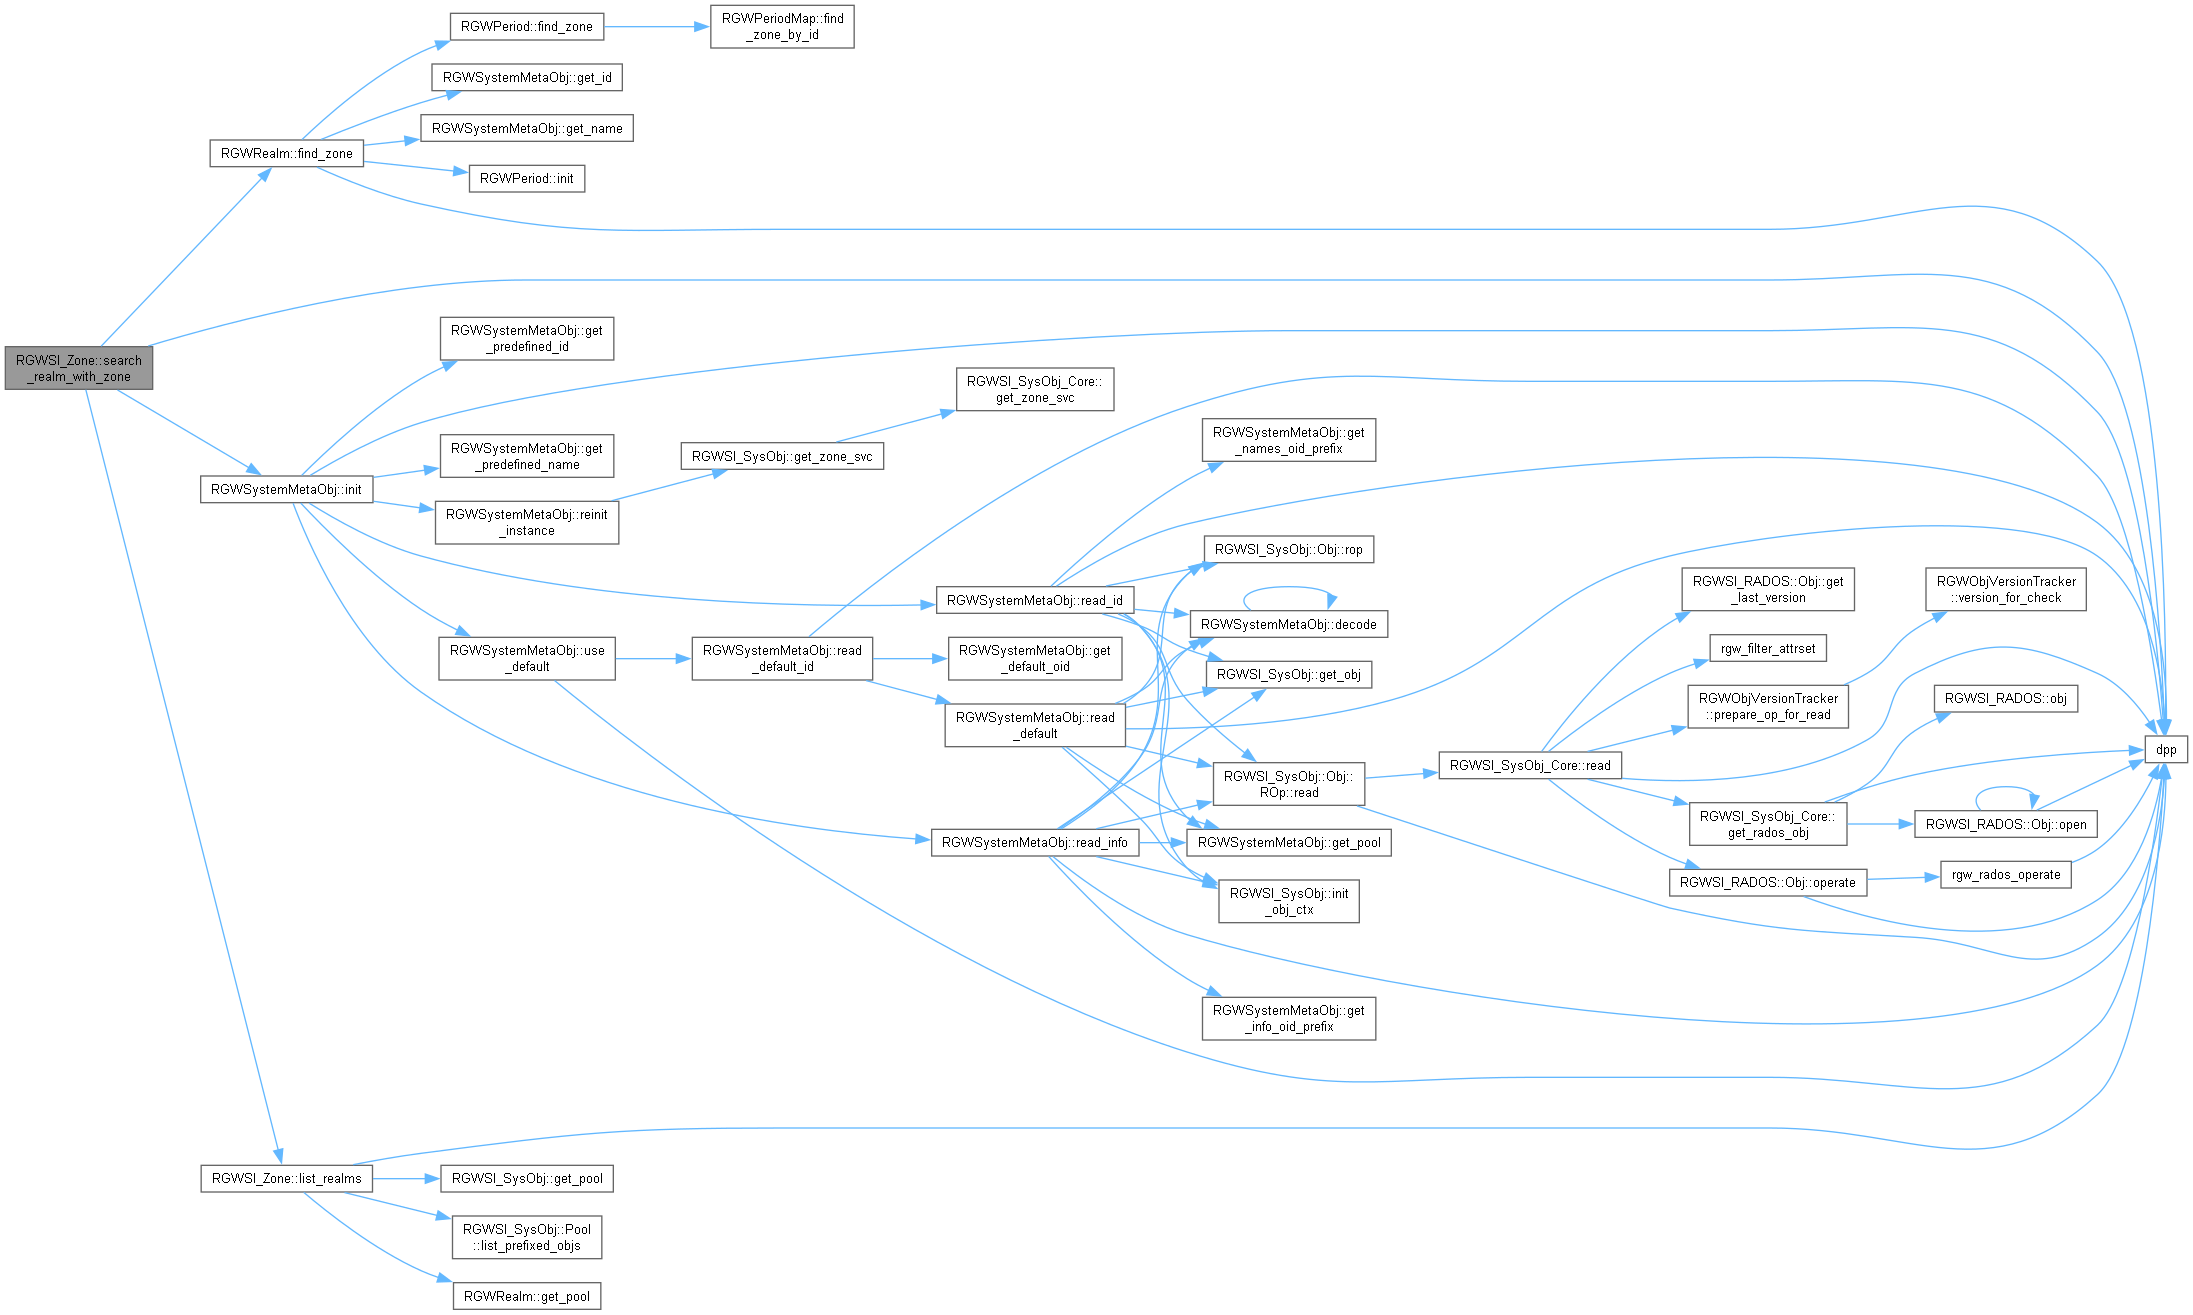 RGWSI_Zone::search
_realm_with_zone
RGWRealm::find_zone
RGWPeriod::find_zone
RGWPeriodMap::find
_zone_by_id
RGWSystemMetaObj::get_id
RGWSystemMetaObj::get_name
RGWPeriod::init
RGWSystemMetaObj::init
RGWSystemMetaObj::get
_predefined_id
RGWSystemMetaObj::get
_predefined_name
RGWSystemMetaObj::reinit
_instance
RGWSI_SysObj::get_zone_svc
RGWSI_SysObj_Core::
get_zone_svc
RGWSystemMetaObj::use
_default
RGWSystemMetaObj::read
_default_id
RGWSystemMetaObj::read_id
RGWSystemMetaObj::get
_default_oid
RGWSystemMetaObj::read
_default
RGWSystemMetaObj::read_info
RGWSystemMetaObj::get
_names_oid_prefix
RGWSI_SysObj::Obj::rop
RGWSystemMetaObj::decode
RGWSI_SysObj::get_obj
RGWSI_SysObj::Obj::
ROp::read
RGWSystemMetaObj::get_pool
RGWSI_SysObj::init
_obj_ctx
RGWSystemMetaObj::get
_info_oid_prefix
RGWSI_SysObj_Core::read
RGWSI_RADOS::Obj::get
_last_version
rgw_filter_attrset
RGWObjVersionTracker
::prepare_op_for_read
RGWSI_SysObj_Core::
get_rados_obj
RGWSI_RADOS::Obj::operate
RGWObjVersionTracker
::version_for_check
RGWSI_RADOS::obj
RGWSI_RADOS::Obj::open
rgw_rados_operate
dpp
RGWSI_Zone::list_realms
RGWSI_SysObj::get_pool
RGWSI_SysObj::Pool
::list_prefixed_objs
RGWRealm::get_pool